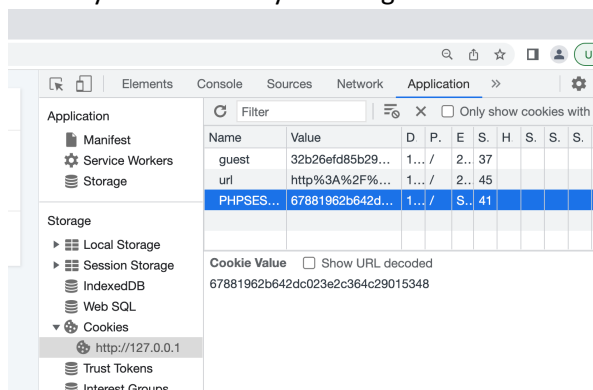 Elements Console Sources Network Application »
Application
Manifest
Service Workers
Storage
Storage
Local Storage
Session Storage
IndexedDB
Web SQL
Cookies
http://127.0.0.1
Trust Tokens
Interest Groups
Filter Only show cookies with
Name Value D. P. E S. H. S. S. S.
guest 32b26efd85b29... 1... / 2... 37
url http%3A%2F%... 1... / 2... 45
PHPSES... 67881962b642d... 1... / S... 41
Cookie Value Show URL decoded
67881962b642dc023e2c364c29015348